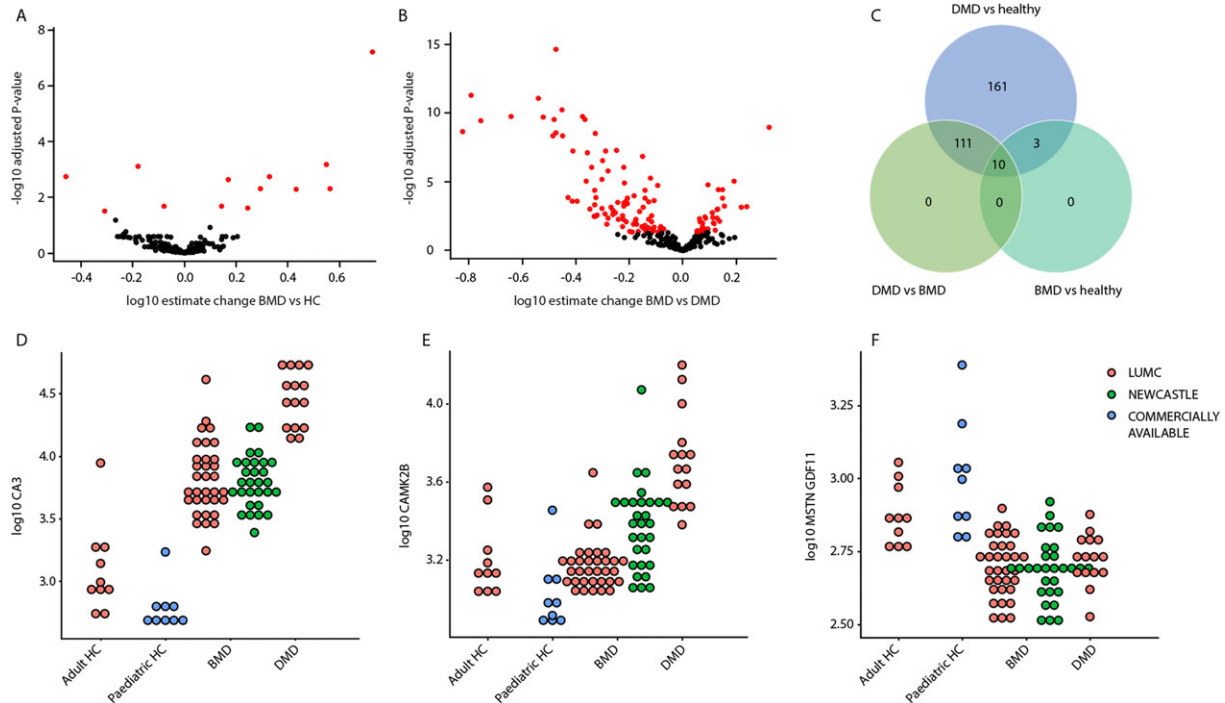 A
8
6
4
2
0
-log10 adjusted P-value
-0.4
-0.2
0.0
0.2
0.4
0.6
log10 estimate change BMD vs HC
B
15
10
5
0
-log10 adjusted P-value
-0.8
-0.6
-0.4
-0.2
0.0
0.2
log10 estimate change BMD vs DMD
C
DMD vs healthy
161
111
3
10
0
0
0
DMD vs BMD
BMD vs healthy
D
4.5
4.0
3.5
3.0
log10 CA3
Adult HC
Paediatric HC
BMD
DMD
E
4.0
3.6
3.2
log10 CAMK2B
Adult HC
Paediatric HC
BMD
DMD
F
3.25
3.00
2.75
2.50
log10 MSTN GDF11
Adult HC
Paediatric HC
BMD
DMD
LUMC
NEWCASTLE
COMMERCIALLY
AVAILABLE